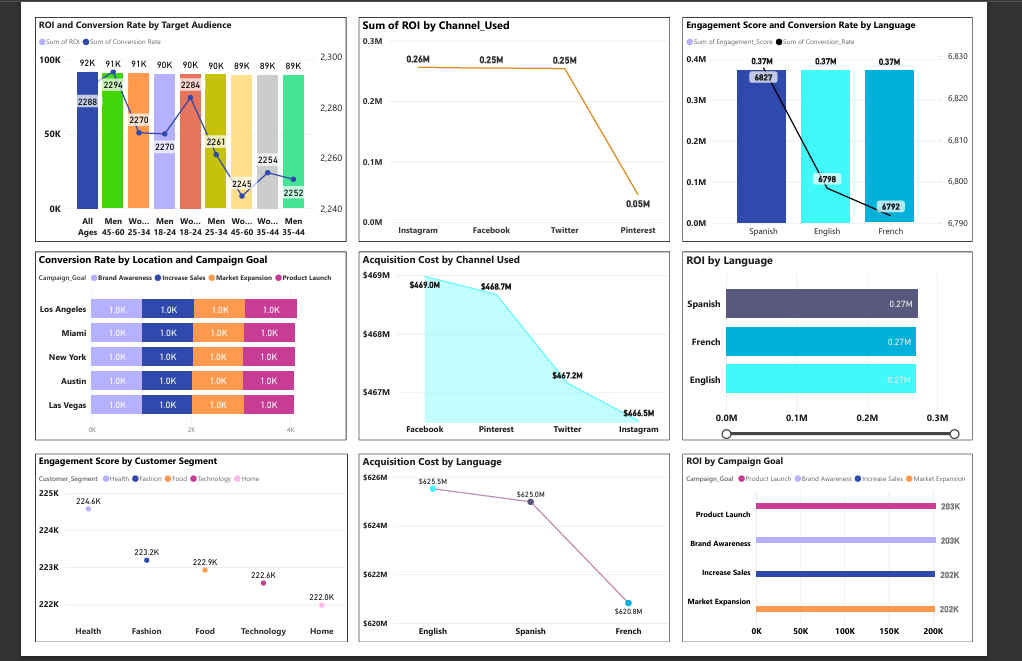 ROI and Conversion Rate by Target Audience
Sum of ROI Sum of Conversion Rate
100K
50K
0K
92K 91K 91K 90K 90K 90K 89K 89K 89K
2288
2294
2270
2270
2284
2261
2245
2254
2252
2,300
2,280
2,260
2,240
All Men Wo... Men Wo... Men Wo... Wo... Men
Ages 45-60 25-34 18-24 18-24 25-34 45-60 35-44 35-44
Sum of ROI by Channel_Used
0.3M
0.2M
0.1M
0.0M
0.26M
0.25M
0.25M
0.05M
Instagram Facebook Twitter Pinterest
Engagement Score and Conversion Rate by Language
Sum of Engagement_Score Sum of Conversion_Rate
0.4M
0.3M
0.2M
0.1M
0.0M
0.37M 0.37M 0.37M
6827
6798
6792
6,830
6,820
6,810
6,800
6,790
Spanish English French
Conversion Rate by Location and Campaign Goal
Campaign_Goal Brand Awareness Increase Sales Market Expansion Product Launch
Los Angeles 1.0K 1.0K 1.0K 1.0K
Miami 1.0K 1.0K 1.0K 1.0K
New York 1.0K 1.0K 1.0K 1.0K
Austin 1.0K 1.0K 1.0K 1.0K
Las Vegas 1.0K 1.0K 1.0K 1.0K
0K 2K 4K
Acquisition Cost by Channel Used
$469M
$468M
$467M
$469.0M
$468.7M
$467.2M
$466.5M
Facebook Pinterest Twitter Instagram
ROI by Language
Spanish 0.27M
French 0.27M
English 0.27M
0.0M 0.1M 0.2M 0.3M
Engagement Score by Customer Segment
Customer_Segment Health Fashion Food Technology Home
225K
224K
223K
222K
224.6K
223.2K
222.9K
222.6K
222.0K
Health Fashion Food Technology Home
Acquisition Cost by Language
$626M
$624M
$622M
$620M
$625.5M
$625.0M
$620.8M
English Spanish French
ROI by Campaign Goal
Campaign_Goal Product Launch Brand Awareness Increase Sales Market Expansion
Product Launch 203K
Brand Awareness 203K
Increase Sales 202K
Market Expansion 202K
0K 50K 100K 150K 200K